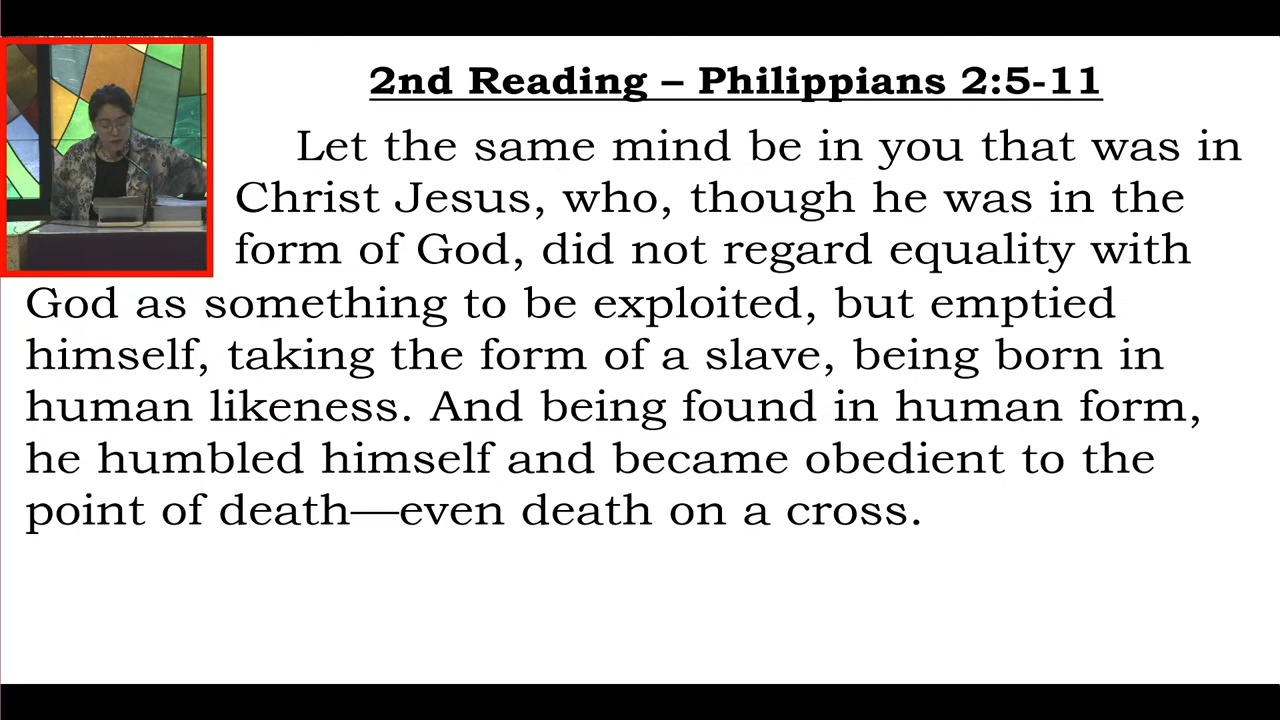 2nd Reading – Philippians 2:5-11
Let the same mind be in you that was in
Christ Jesus, who, though he was in the
form of God, did not regard equality with
God as something to be exploited, but emptied
himself, taking the form of a slave, being born in
human likeness. And being found in human form,
he humbled himself and became obedient to the
point of death—even death on a cross.